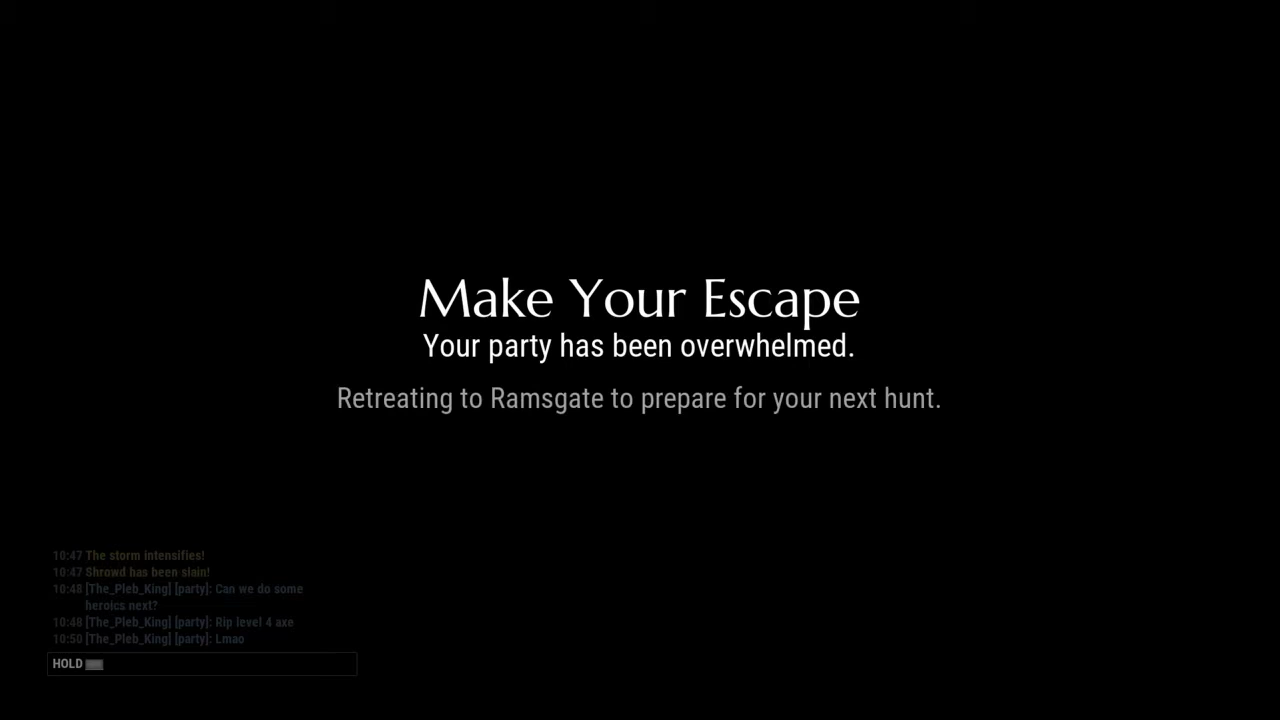 Make Your Escape
Your party has been overwhelmed.
Retreating to Ramsgate to prepare for your next hunt.
10:47 The storm intensifies!
10:47 Shrowd has been slain!
10:48 [The_Pleb_King] [party]: Can we do some
heroics next?
10:48 [The_Pleb_King] [party]: Rip level 4 axe
10:50 [The_Pleb_King] [party]: Lmao
HOLD